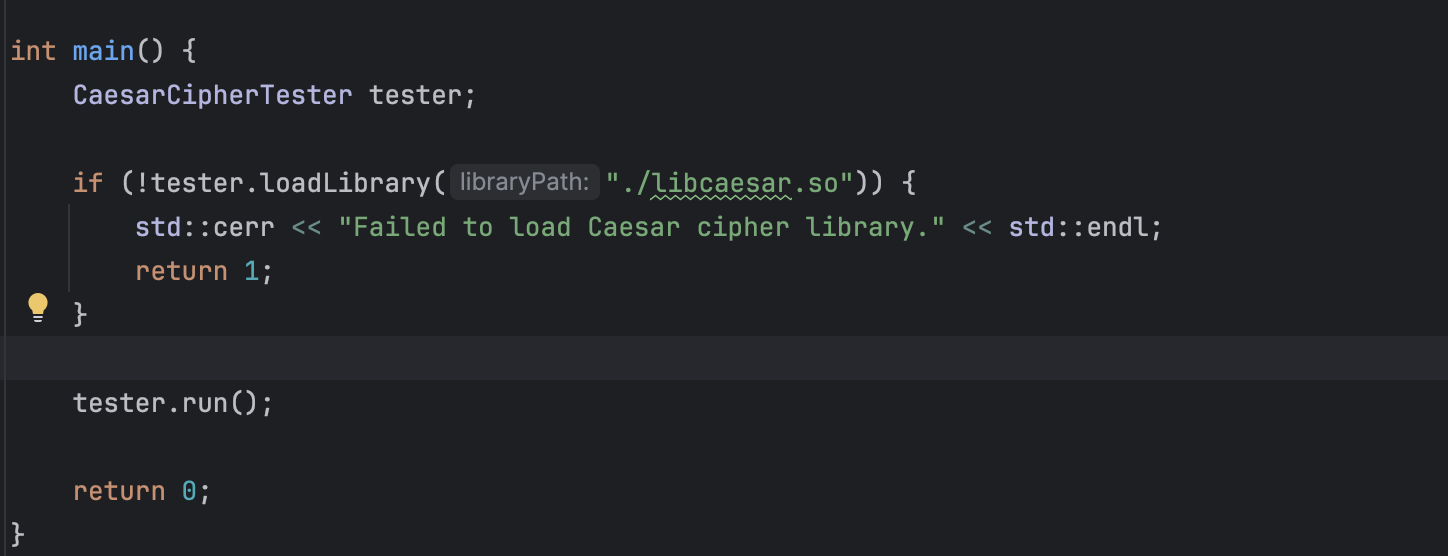 int main() {
    CaesarCipherTester tester;
    if (!tester.loadLibrary( libraryPath: "./libcaesar.so")) {
        std::cerr << "Failed to load Caesar cipher library." << std::endl;
        return 1;
    }
    tester.run();
    return 0;
}